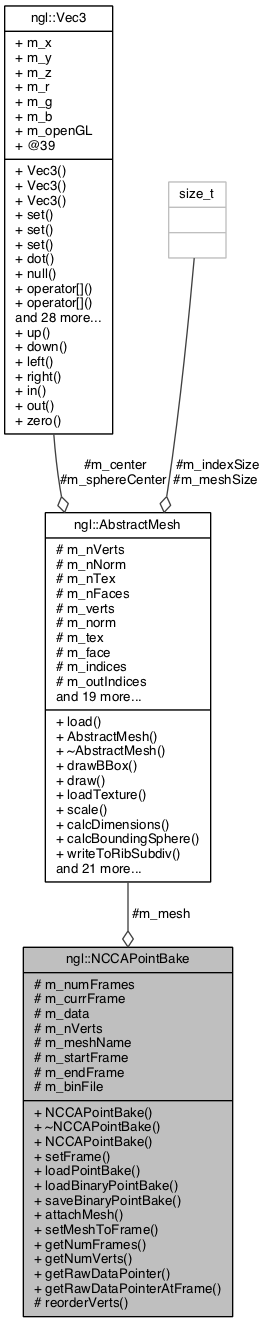 ngl::Vec3
+ m_x
+ m_y
+ m_z
+ m_r
+ m_g
+ m_b
+ m_openGL
+ @39
+ Vec3()
+ Vec3()
+ Vec3()
+ set()
+ set()
+ set()
+ dot()
+ null()
+ operator[]()
+ operator[]()
and 28 more...
+ up()
+ down()
+ left()
+ right()
+ in()
+ out()
+ zero()
size_t
#m_center
#m_sphereCenter
#m_indexSize
#m_meshSize
ngl::AbstractMesh
# m_nVerts
# m_nNorm
# m_nTex
# m_nFaces
# m_verts
# m_norm
# m_tex
# m_face
# m_indices
# m_outIndices
and 19 more...
+ load()
+ AbstractMesh()
+ ~AbstractMesh()
+ drawBBox()
+ draw()
+ loadTexture()
+ scale()
+ calcDimensions()
+ calcBoundingSphere()
+ writeToRibSubdiv()
and 21 more...
#m_mesh
ngl::NCCAPointBake
# m_numFrames
# m_currFrame
# m_data
# m_nVerts
# m_meshName
# m_startFrame
# m_endFrame
# m_binFile
+ NCCAPointBake()
+ ~NCCAPointBake()
+ NCCAPointBake()
+ setFrame()
+ loadPointBake()
+ loadBinaryPointBake()
+ saveBinaryPointBake()
+ attachMesh()
+ setMeshToFrame()
+ getNumFrames()
+ getNumVerts()
+ getRawDataPointer()
+ getRawDataPointerAtFrame()
# reorderVerts()